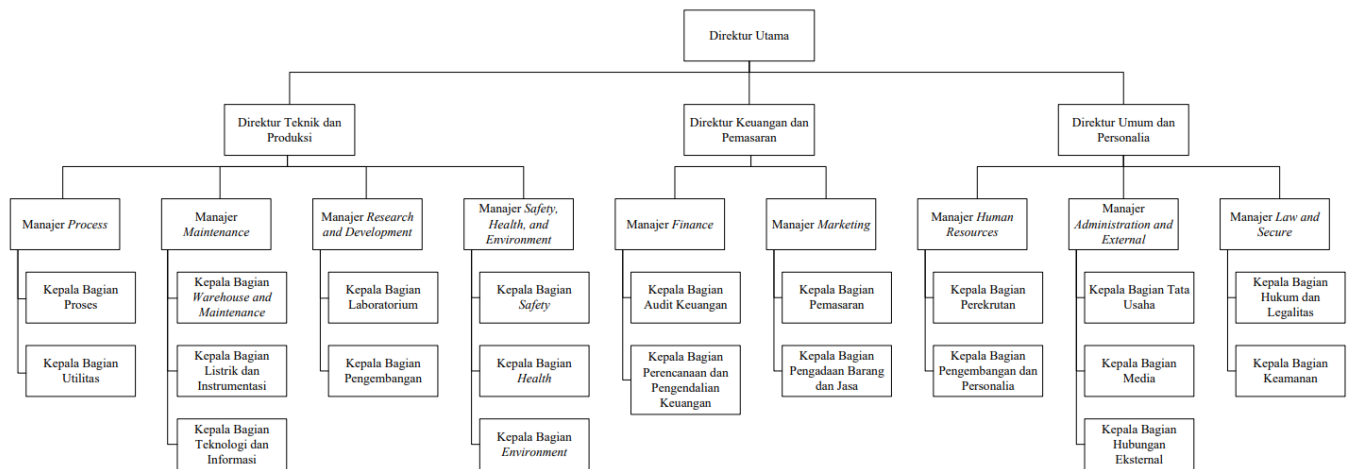 Direktur Utama
Direktur Teknik dan
Produksi
Direktur Keuangan dan
Pemasaran
Direktur Umum dan
Personalia
Manajer Process
Manajer
Maintenance
Manajer Research
and Development
Manajer Safety,
Health, and
Environment
Manajer Finance
Manajer Marketing
Manajer Human
Resources
Manajer
Administration and
External
Manajer Law and
Secure
Kepala Bagian
Proses
Kepala Bagian
Warehouse and
Maintenance
Kepala Bagian
Laboratorium
Kepala Bagian
Safety
Kepala Bagian
Audit Keuangan
Kepala Bagian
Pemasaran
Kepala Bagian
Perekrutan
Kepala Bagian Tata
Usaha
Kepala Bagian
Hukum dan
Legalitas
Kepala Bagian
Utilitas
Kepala Bagian
Listrik dan
Instrumentasi
Kepala Bagian
Pengembangan
Kepala Bagian
Health
Kepala Bagian
Perencanaan dan
Pengendalian
Keuangan
Kepala Bagian
Pengadaan Barang
dan Jasa
Kepala Bagian
Pengembangan dan
Personalia
Kepala Bagian
Media
Kepala Bagian
Keamanan
Kepala Bagian
Teknologi dan
Informasi
Kepala Bagian
Environment
Kepala Bagian
Hubungan
Eksternal